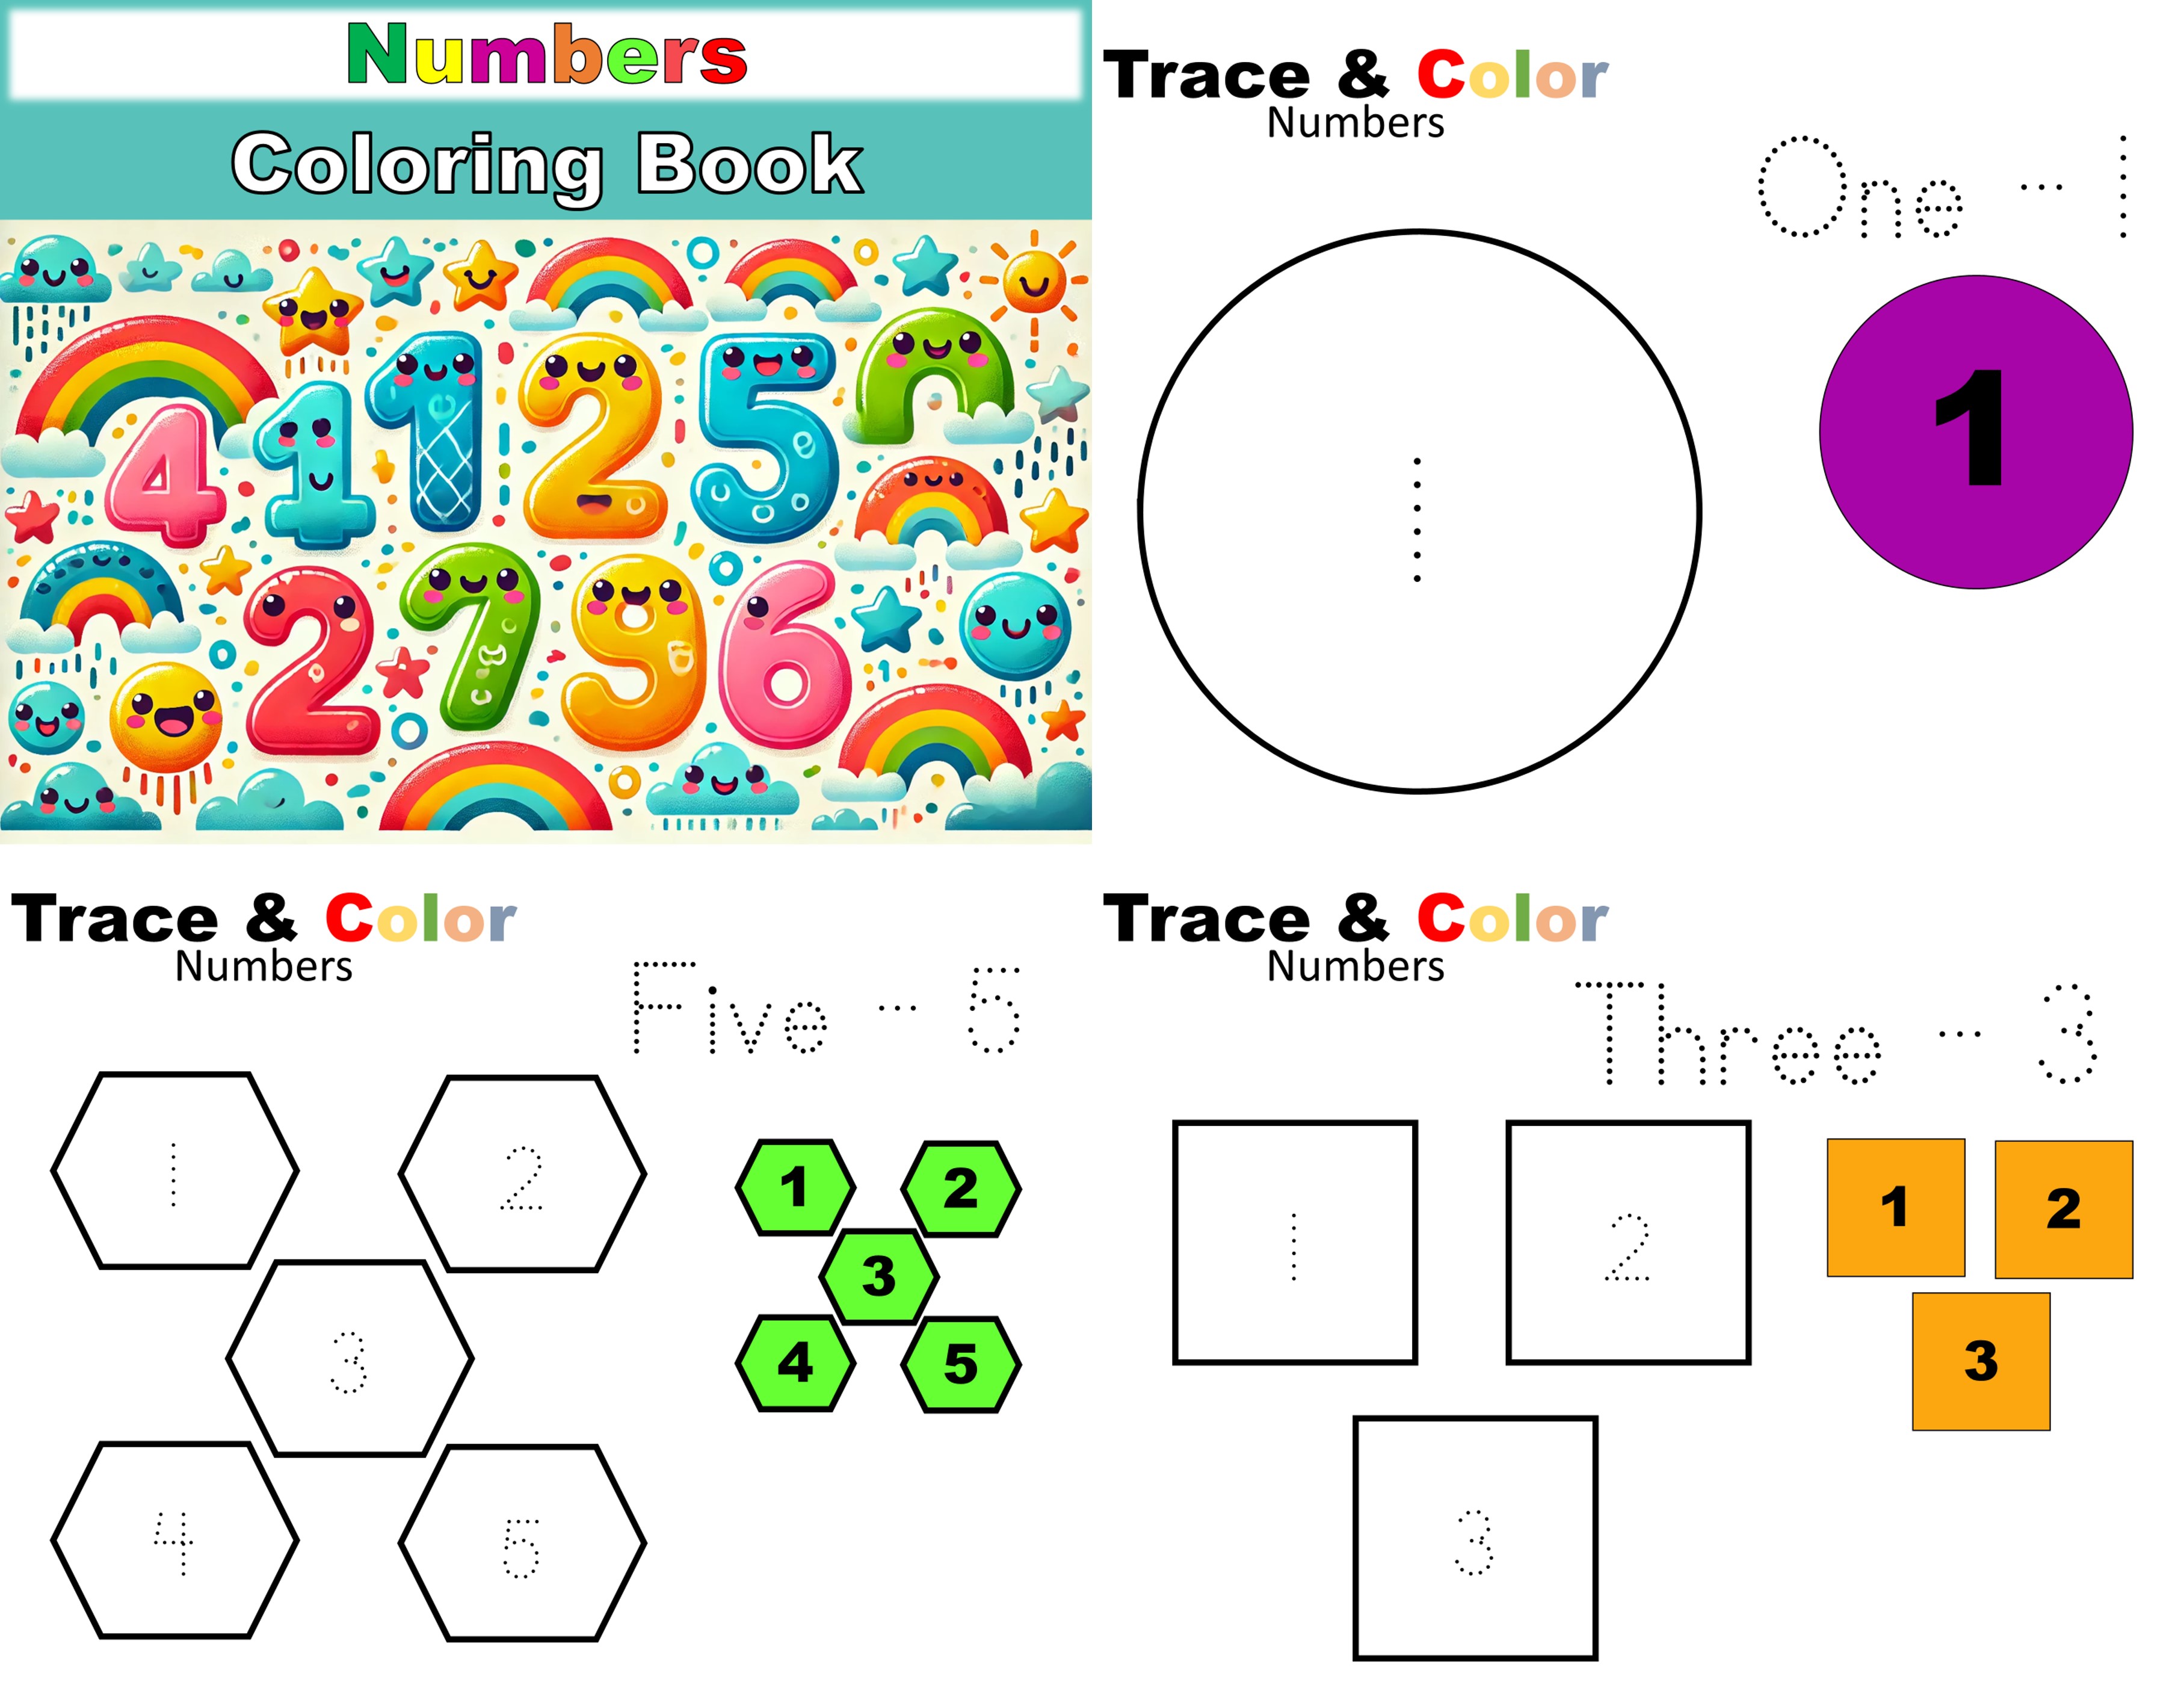 Numbers
Coloring Book
4 1 1 2 5
2 7 9 6
Trace & Color
Numbers
One - 1
1
1
Trace & Color
Numbers
Five - 5
1 2
3
4 5
1 2
3
4 5
Trace & Color
Numbers
Three - 3
1 2
3
1 2
3